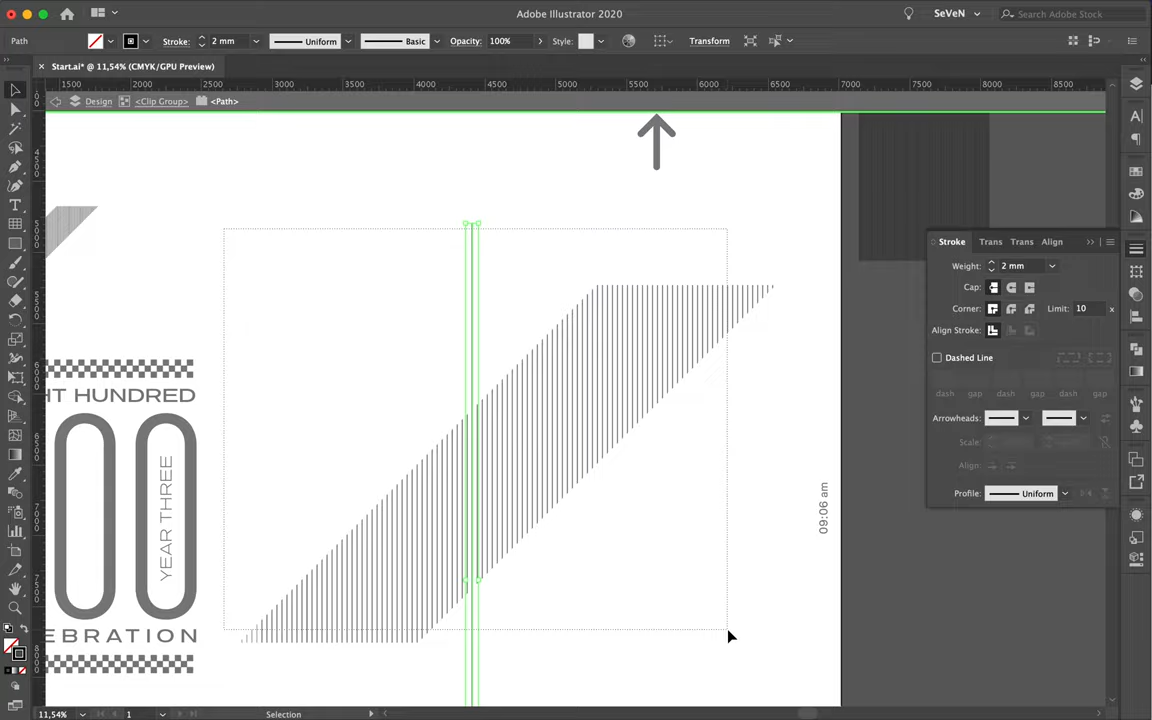 Adobe Illustrator 2020
SeVeN
Search Adobe Stock
Path
Stroke:
2 mm
Uniform
Basic
Opacity:
100%
Style:
Transform
Start.ai* @ 11,54% (CMYK/GPU Preview)
1500
2000
2500
3000
3500
4000
4500
5000
5500
6000
6500
7000
7500
8000
8500
Design
<Clip Group>
<Path>
HT HUNDRED
00
YEAR THREE
EBRATION
09:06 am
Stroke
Trans
Trans
Align
Weight:
2 mm
Cap:
Corner:
Limit:
10
x
Align Stroke:
Dashed Line
dash
gap
dash
gap
dash
gap
Arrowheads:
Scale:
Align:
Profile:
Uniform
11,54%
1
Selection